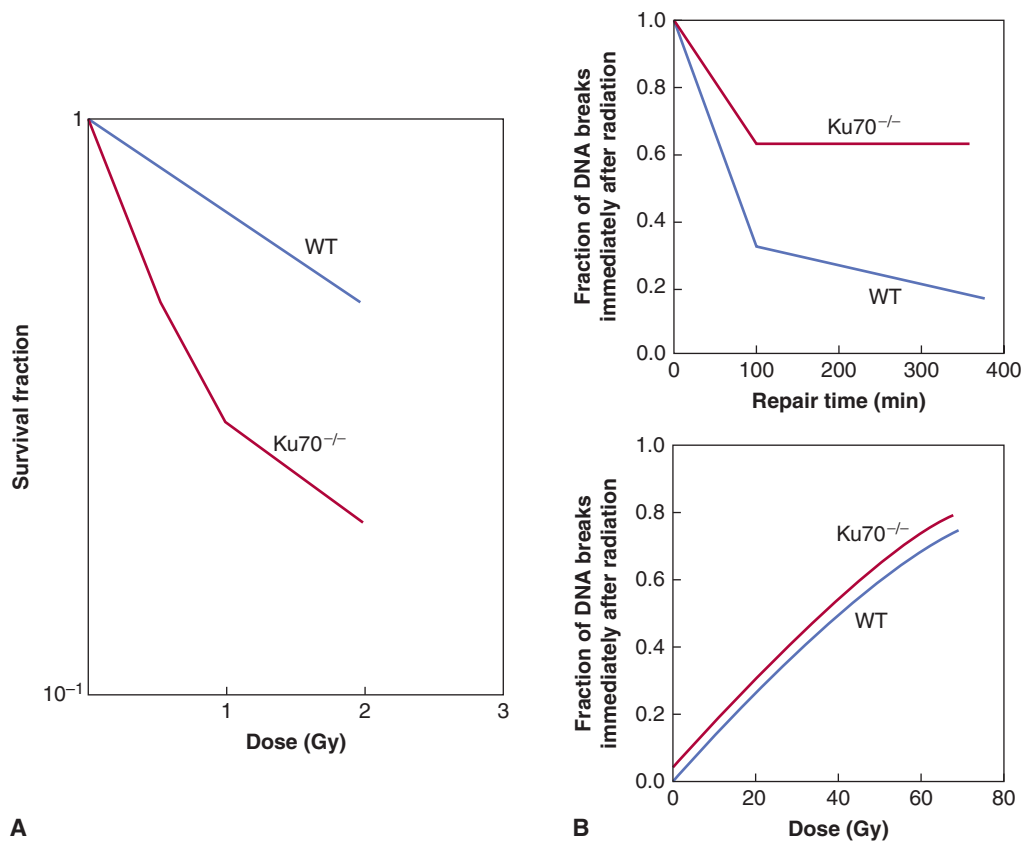 1
WT
Ku70−/−
Survival fraction
10−1
1
2
3
Dose (Gy)
A
Fraction of DNA breaks
immediately after radiation
1.0
0.8
0.6
0.4
0.2
0.0
Ku70−/−
WT
0
100
200
300
400
Repair time (min)
Fraction of DNA breaks
immediately after radiation
1.0
0.8
0.6
0.4
0.2
0.0
Ku70−/−
WT
0
20
40
60
80
Dose (Gy)
B